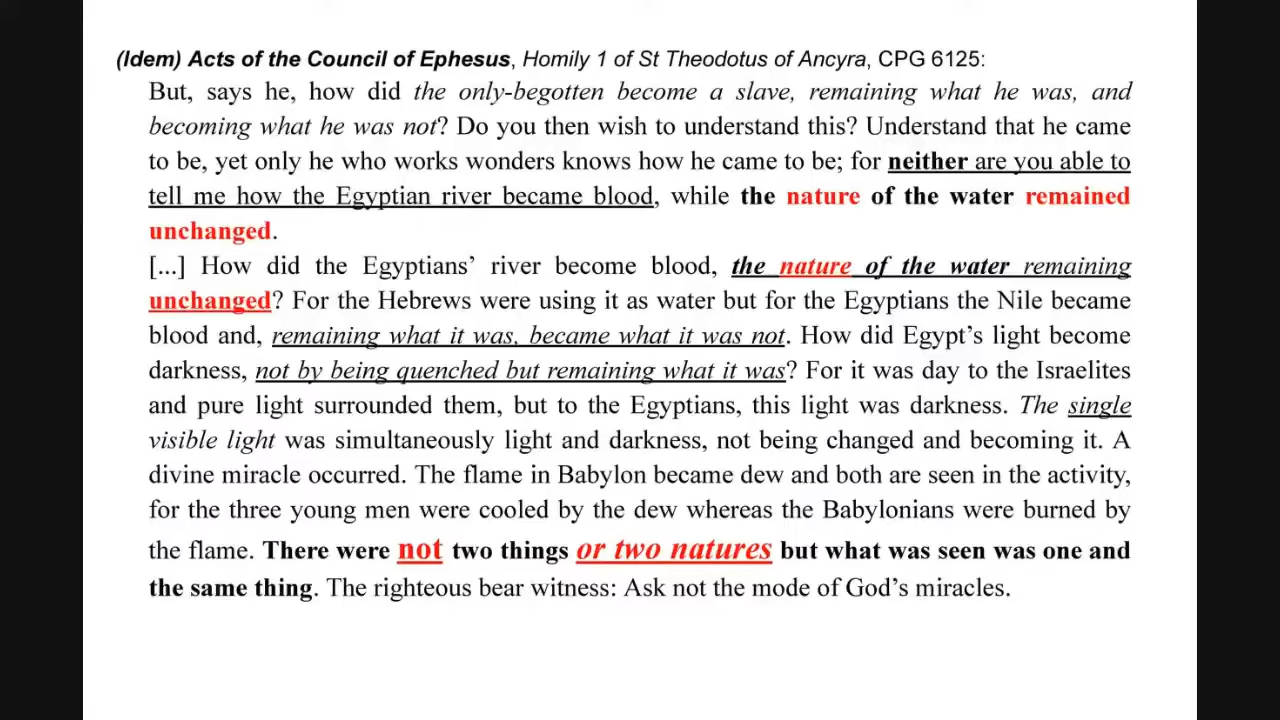 (Idem) Acts of the Council of Ephesus, Homily 1 of St Theodotus of Ancyra, CPG 6125:
But, says he, how did the only-begotten become a slave, remaining what he was, and
becoming what he was not? Do you then wish to understand this? Understand that he came
to be, yet only he who works wonders knows how he came to be; for neither are you able to
tell me how the Egyptian river became blood, while the nature of the water remained
unchanged.
[...] How did the Egyptians’ river become blood, the nature of the water remaining
unchanged? For the Hebrews were using it as water but for the Egyptians the Nile became
blood and, remaining what it was, became what it was not. How did Egypt’s light become
darkness, not by being quenched but remaining what it was? For it was day to the Israelites
and pure light surrounded them, but to the Egyptians, this light was darkness. The single
visible light was simultaneously light and darkness, not being changed and becoming it. A
divine miracle occurred. The flame in Babylon became dew and both are seen in the activity,
for the three young men were cooled by the dew whereas the Babylonians were burned by
the flame. There were not two things or two natures but what was seen was one and
the same thing. The righteous bear witness: Ask not the mode of God’s miracles.